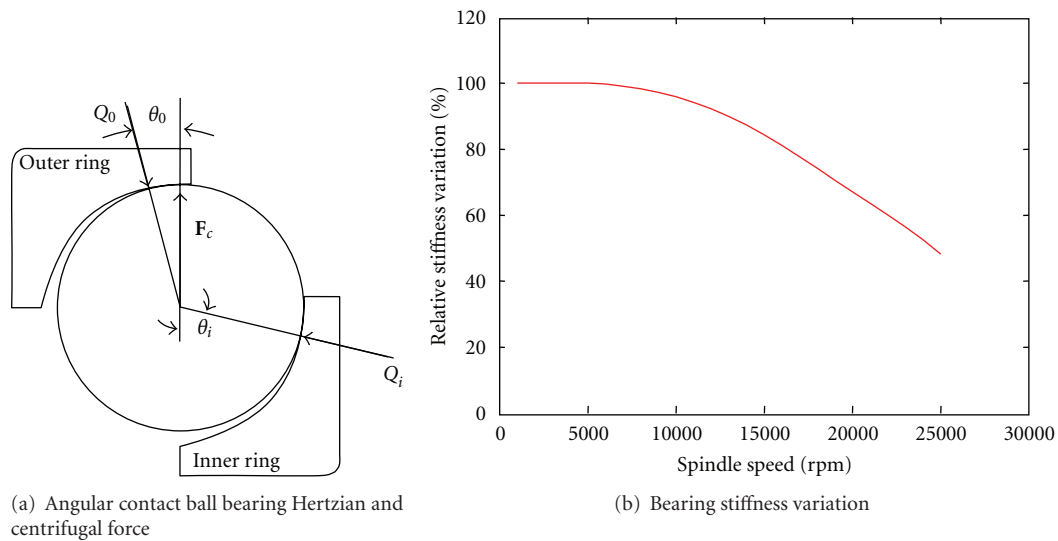 Q0
θ0
Outer ring
Fc
θi
Qi
Inner ring
(a) Angular contact ball bearing Hertzian and
centrifugal force
Relative stiffness variation (%)
120
100
80
60
40
20
0
0 5000 10000 15000 20000 25000 30000
Spindle speed (rpm)
(b) Bearing stiffness variation